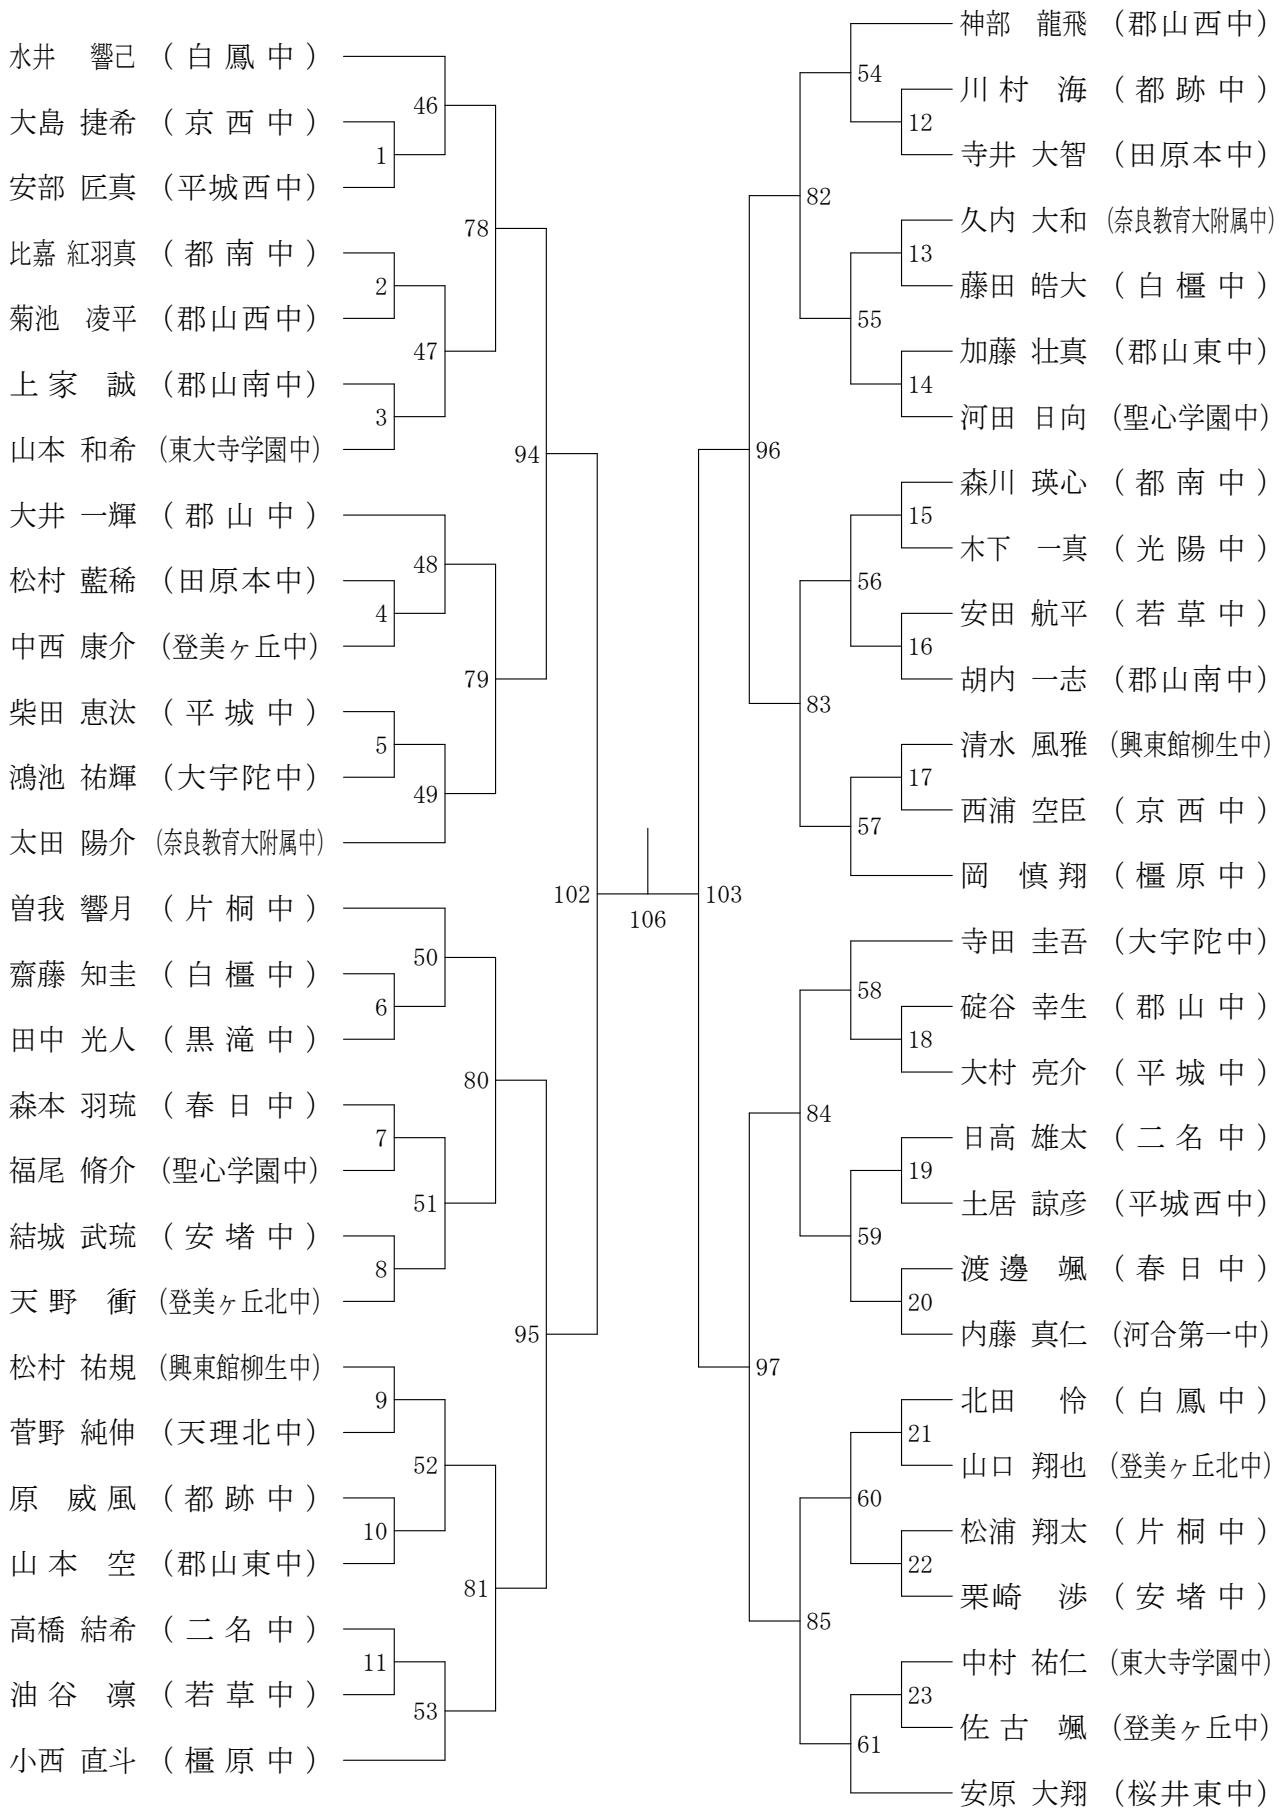 水井 響己 (白鳳中)
46
大島 捷希 (京西中)
1
安部 匠真 (平城西中)
78
比嘉 紅羽真 (都南中)
2
菊池 凌平 (郡山西中)
47
上家 誠 (郡山南中)
3
山本 和希 (東大寺学園中)
94
大井 一輝 (郡山中)
48
松村 藍稀 (田原本中)
4
中西 康介 (登美ヶ丘中)
79
柴田 恵汰 (平城中)
5
鴻池 祐輝 (大宇陀中)
49
太田 陽介 (奈良教育大附属中)
102
曽我 響月 (片桐中)
50
齋藤 知圭 (白橿中)
6
田中 光人 (黒滝中)
80
森本 羽琉 (春日中)
7
福尾 脩介 (聖心学園中)
51
結城 武琉 (安堵中)
8
天野 衝 (登美ヶ丘北中)
95
松村 祐規 (興東館柳生中)
9
菅野 純伸 (天理北中)
52
原 威風 (都跡中)
10
山本 空 (郡山東中)
81
高橋 結希 (二名中)
11
油谷 凛 (若草中)
53
小西 直斗 (橿原中)
106
神部 龍飛 (郡山西中)
54
川村 海 (都跡中)
12
寺井 大智 (田原本中)
82
久内 大和 (奈良教育大附属中)
13
藤田 皓大 (白橿中)
55
加藤 壮真 (郡山東中)
14
河田 日向 (聖心学園中)
96
森川 瑛心 (都南中)
15
木下 一真 (光陽中)
56
安田 航平 (若草中)
16
胡内 一志 (郡山南中)
83
清水 風雅 (興東館柳生中)
17
西浦 空臣 (京西中)
57
岡 慎翔 (橿原中)
103
寺田 圭吾 (大宇陀中)
58
碇谷 幸生 (郡山中)
18
大村 亮介 (平城中)
84
日高 雄太 (二名中)
19
土居 諒彦 (平城西中)
59
渡邊 颯 (春日中)
20
内藤 真仁 (河合第一中)
97
北田 怜 (白鳳中)
21
山口 翔也 (登美ヶ丘北中)
60
松浦 翔太 (片桐中)
22
栗崎 渉 (安堵中)
85
中村 祐仁 (東大寺学園中)
23
佐古 颯 (登美ヶ丘中)
61
安原 大翔 (桜井東中)